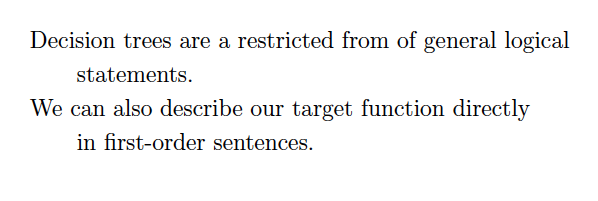 Decision trees are a restricted from of general logical
statements.
We can also describe our target function directly
in first-order sentences.